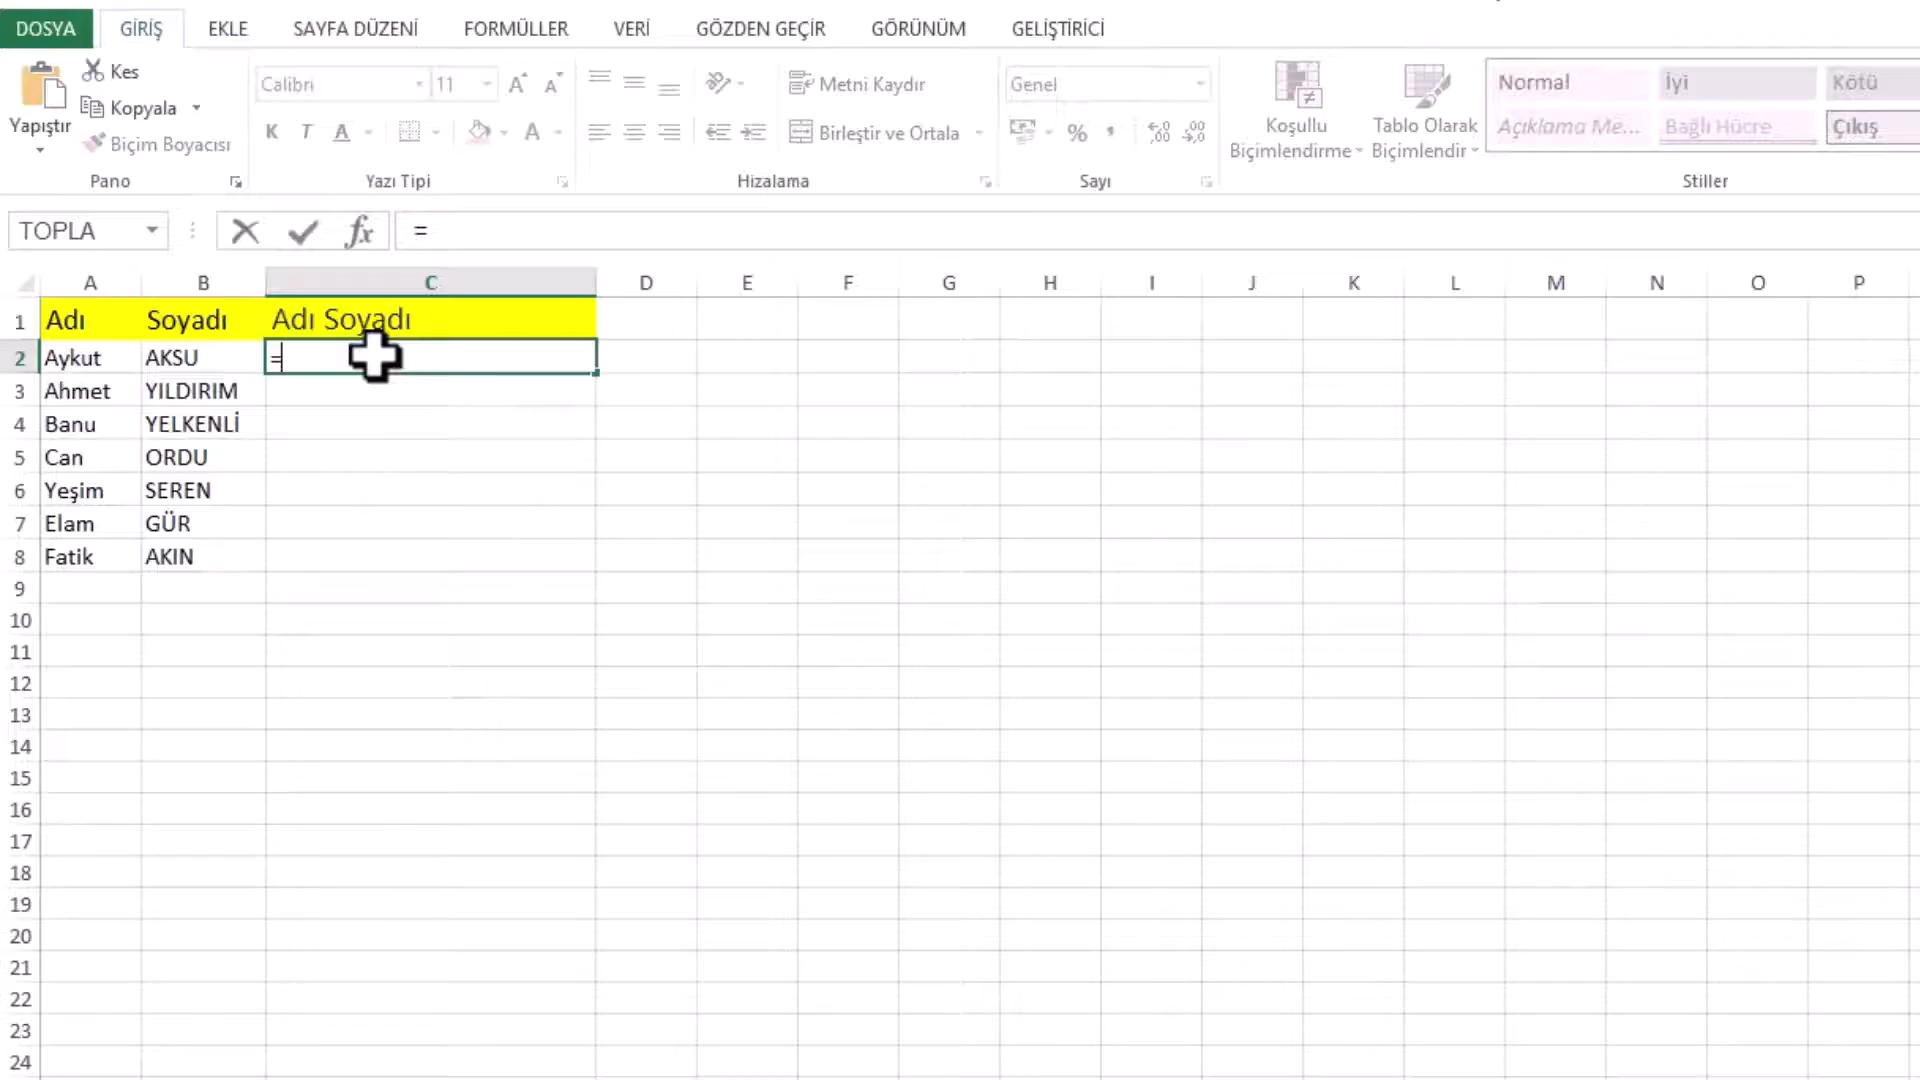 DOSYA GİRİŞ EKLE SAYFA DÜZENİ FORMÜLLER VERİ GÖZDEN GEÇİR GÖRÜNÜM GELİŞTİRİCİ
Yapıştır
Kes
Kopyala
Biçim Boyacısı
Pano
Calibri 11
K T A A
Yazı Tipi
Metni Kaydır
Birleştir ve Ortala
Hizalama
Genel
%
Sayı
Koşullu
Biçimlendirme
Tablo Olarak
Biçimlendir
Normal İyi Kötü
Açıklama Me... Bağlı Hücre Çıkış
Stiller
TOPLA fx =
A B C D E F G H I J K L M N O P
1 Adı Soyadı Adı Soyadı
2 Aykut AKSU =
3 Ahmet YILDIRIM
4 Banu YELKENLİ
5 Can ORDU
6 Yeşim SEREN
7 Elam GÜR
8 Fatik AKIN
9
10
11
12
13
14
15
16
17
18
19
20
21
22
23
24